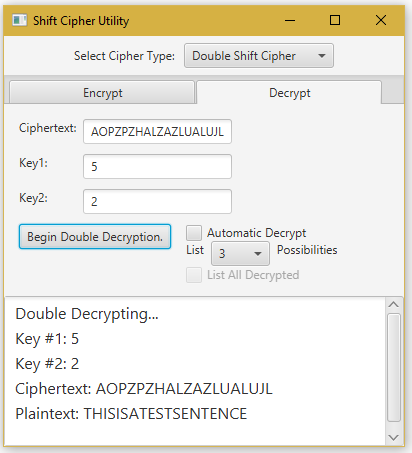 Shift Cipher Utility
Select Cipher Type: Double Shift Cipher
Encrypt Decrypt
Ciphertext: AOPZPZHALZAZLUALUJL
Key1: 5
Key2: 2
Begin Double Decryption. Automatic Decrypt
List 3 Possibilities
List All Decrypted
Double Decrypting...
Key #1: 5
Key #2: 2
Ciphertext: AOPZPZHALZAZLUALUJL
Plaintext: THISISATESTSENTENCE